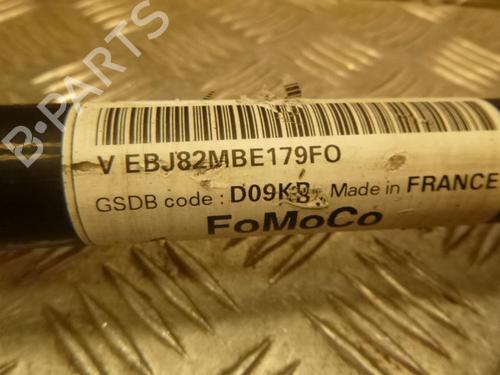 B-PARTS
V EBJ82MBE179FO
GSDB code : D09KB Made in FRANCE
FoMoCo